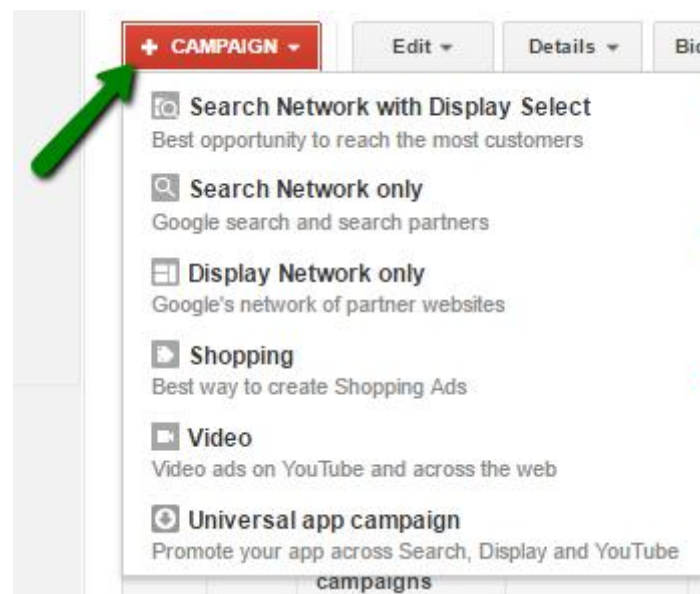 + CAMPAIGN Edit Details
Search Network with Display Select
Best opportunity to reach the most customers
Search Network only
Google search and search partners
Display Network only
Google's network of partner websites
Shopping
Best way to create Shopping Ads
Video
Video ads on YouTube and across the web
Universal app campaign
Promote your app across Search, Display and YouTube
campaigns